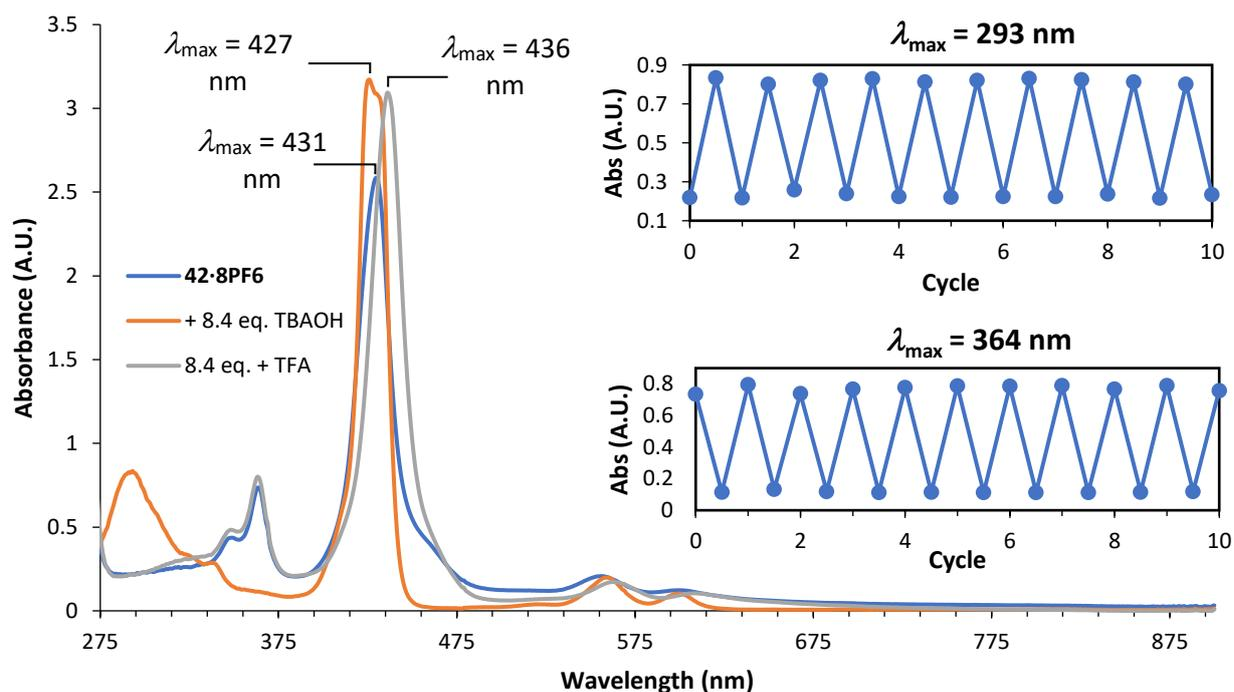 3.5
3
2.5
2
1.5
1
0.5
0
Absorbance (A.U.)
275
375
475
575
675
775
875
Wavelength (nm)
λmax = 427
nm
λmax = 436
nm
λmax = 431
nm
42·8PF6
+ 8.4 eq. TBAOH
8.4 eq. + TFA
λmax = 293 nm
0.9
0.7
0.5
0.3
0.1
Abs (A.U.)
0
2
4
6
8
10
Cycle
λmax = 364 nm
0.8
0.6
0.4
0.2
0
Abs (A.U.)
0
2
4
6
8
10
Cycle